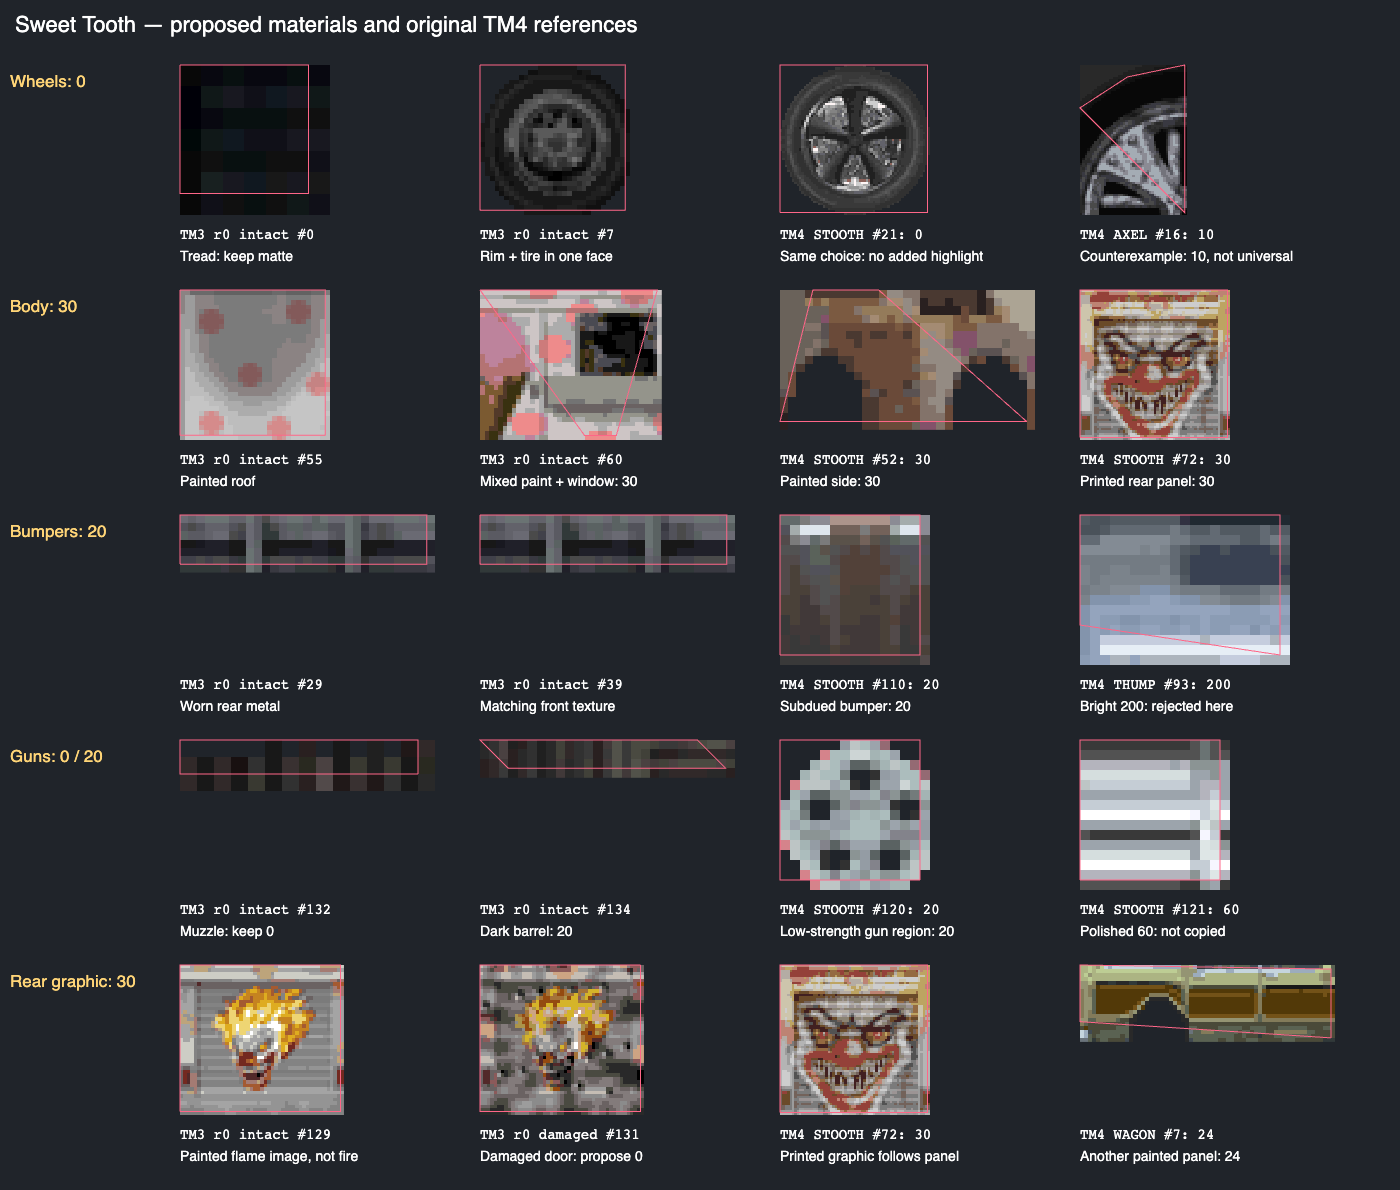 Sweet Tooth — proposed materials and original TM4 references
Wheels: 0
TM3 r0 intact #0
Tread: keep matte
TM3 r0 intact #7
Rim + tire in one face
TM4 STOOTH #21: 0
Same choice: no added highlight
TM4 AXEL #16: 10
Counterexample: 10, not universal
Body: 30
TM3 r0 intact #55
Painted roof
TM3 r0 intact #60
Mixed paint + window: 30
TM4 STOOTH #52: 30
Painted side: 30
TM4 STOOTH #72: 30
Printed rear panel: 30
Bumpers: 20
TM3 r0 intact #29
Worn rear metal
TM3 r0 intact #39
Matching front texture
TM4 STOOTH #110: 20
Subdued bumper: 20
TM4 THUMP #93: 200
Bright 200: rejected here
Guns: 0 / 20
TM3 r0 intact #132
Muzzle: keep 0
TM3 r0 intact #134
Dark barrel: 20
TM4 STOOTH #120: 20
Low-strength gun region: 20
TM4 STOOTH #121: 60
Polished 60: not copied
Rear graphic: 30
TM3 r0 intact #129
Painted flame image, not fire
TM3 r0 damaged #131
Damaged door: propose 0
TM4 STOOTH #72: 30
Printed graphic follows panel
TM4 WAGON #7: 24
Another painted panel: 24